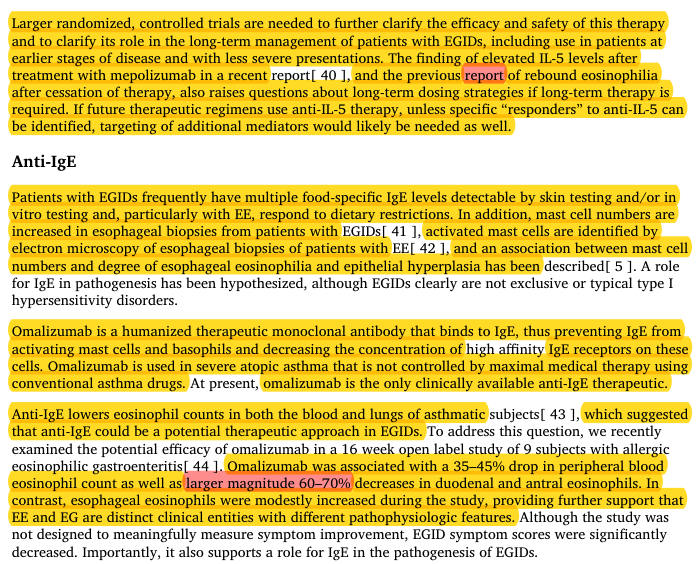 Larger randomized, controlled trials are needed to further clarify the efficacy and safety of this therapy
and to clarify its role in the long-term management of patients with EGIDs, including use in patients at
earlier stages of disease and with less severe presentations. The finding of elevated IL-5 levels after
treatment with mepolizumab in a recent report[ 40 ], and the previous report of rebound eosinophilia
after cessation of therapy, also raises questions about long-term dosing strategies if long-term therapy is
required. If future therapeutic regimens use anti-IL-5 therapy, unless specific “responders” to anti-IL-5 can
be identified, targeting of additional mediators would likely be needed as well.
Anti-IgE
Patients with EGIDs frequently have multiple food-specific IgE levels detectable by skin testing and/or in
vitro testing and, particularly with EE, respond to dietary restrictions. In addition, mast cell numbers are
increased in esophageal biopsies from patients with EGIDs[ 41 ], activated mast cells are identified by
electron microscopy of esophageal biopsies of patients with EE[ 42 ], and an association between mast cell
numbers and degree of esophageal eosinophilia and epithelial hyperplasia has been described[ 5 ]. A role
for IgE in pathogenesis has been hypothesized, although EGIDs clearly are not exclusive or typical type I
hypersensitivity disorders.
Omalizumab is a humanized therapeutic monoclonal antibody that binds to IgE, thus preventing IgE from
activating mast cells and basophils and decreasing the concentration of high affinity IgE receptors on these
cells. Omalizumab is used in severe atopic asthma that is not controlled by maximal medical therapy using
conventional asthma drugs. At present, omalizumab is the only clinically available anti-IgE therapeutic.
Anti-IgE lowers eosinophil counts in both the blood and lungs of asthmatic subjects[ 43 ], which suggested
that anti-IgE could be a potential therapeutic approach in EGIDs. To address this question, we recently
examined the potential efficacy of omalizumab in a 16 week open label study of 9 subjects with allergic
eosinophilic gastroenteritis[ 44 ]. Omalizumab was associated with a 35–45% drop in peripheral blood
eosinophil count as well as larger magnitude 60–70% decreases in duodenal and antral eosinophils. In
contrast, esophageal eosinophils were modestly increased during the study, providing further support that
EE and EG are distinct clinical entities with different pathophysiologic features. Although the study was
not designed to meaningfully measure symptom improvement, EGID symptom scores were significantly
decreased. Importantly, it also supports a role for IgE in the pathogenesis of EGIDs.